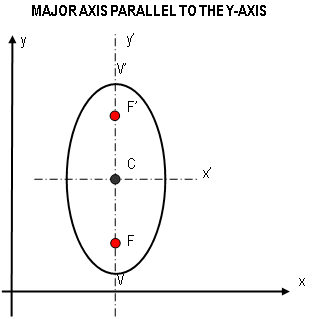 MAJOR AXIS PARALLEL TO THE Y-AXIS
y
y'
V'
F'
C
x'
F
V
x